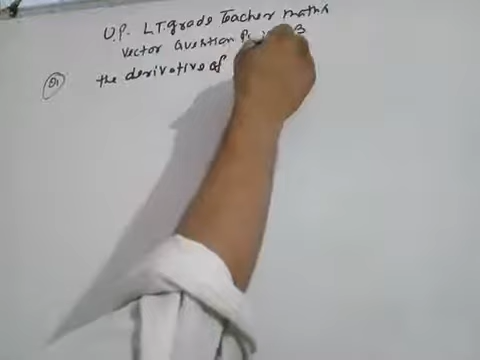 U.P. L.T. grade Teacher maths
vector Question
Q1 the derivative of